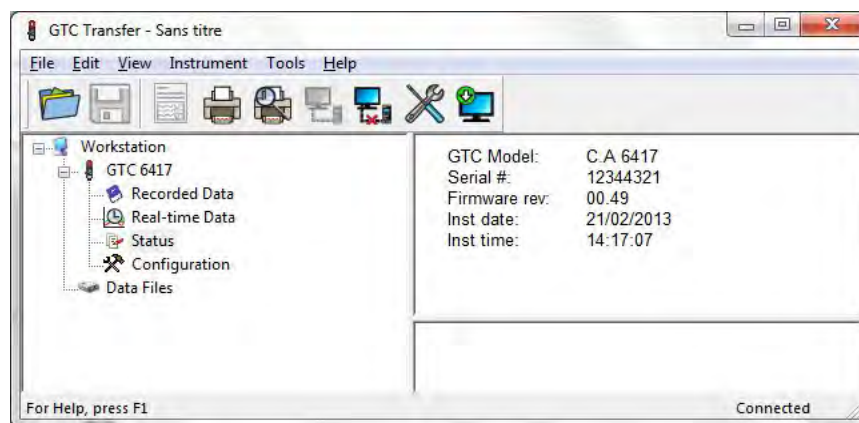 GTC Transfer - Sans titre
File Edit View Instrument Tools Help
Workstation
GTC 6417
Recorded Data
Real-time Data
Status
Configuration
Data Files
GTC Model: C.A 6417
Serial #: 12344321
Firmware rev: 00.49
Inst date: 21/02/2013
Inst time: 14:17:07
For Help, press F1 Connected